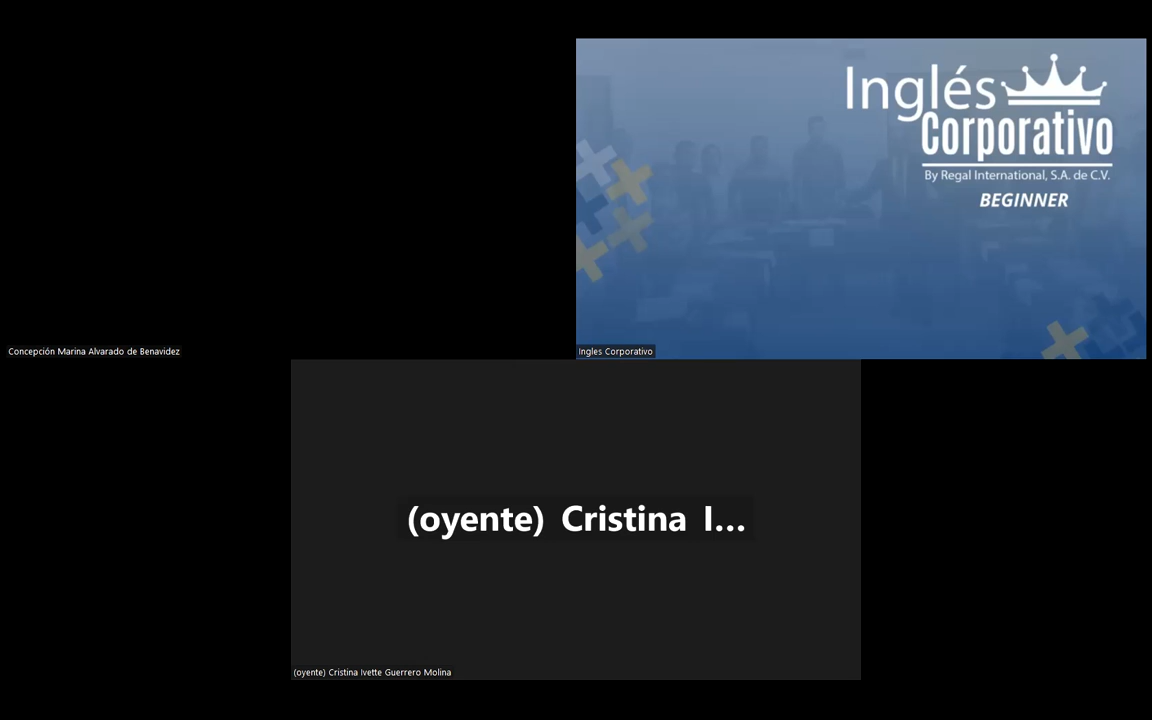 Inglés
Corporativo
By Regal International, S.A. de C.V.
BEGINNER
Concepción Marina Alvarado de Benavidez
Ingles Corporativo
(oyente) Cristina I...
(oyente) Cristina Ivette Guerrero Molina